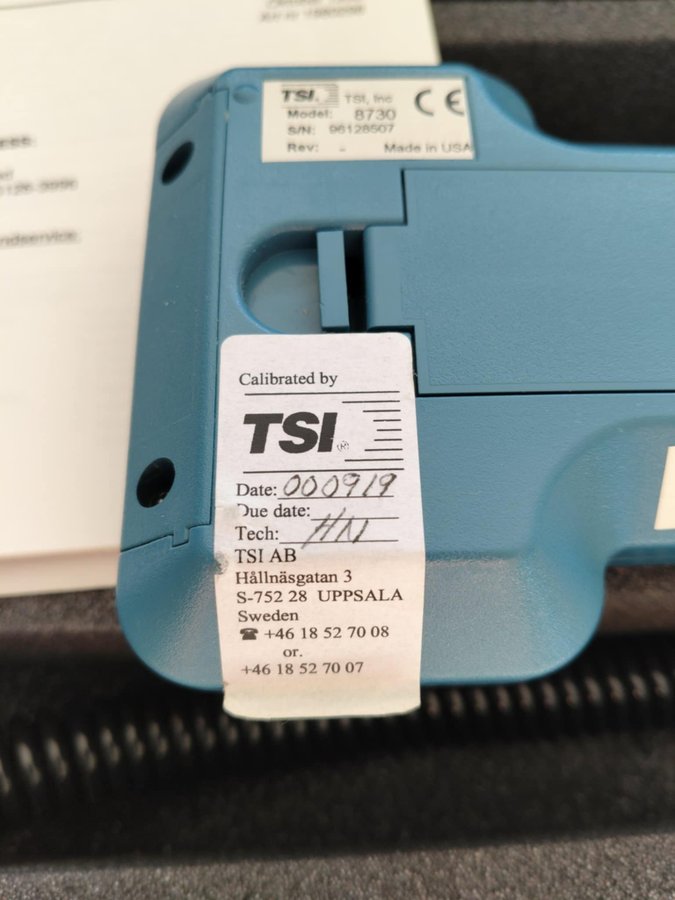 ndservice.
TSI TSI, Inc
Model: 8730
S/N: 96128507
Rev: - Made in USA
CE
Calibrated by
TSI®
Date: 000919
Due date:
Tech: HN
TSI AB
Hållnäsgatan 3
S-752 28 UPPSALA
Sweden
☎ +46 18 52 70 08
or.
+46 18 52 70 07